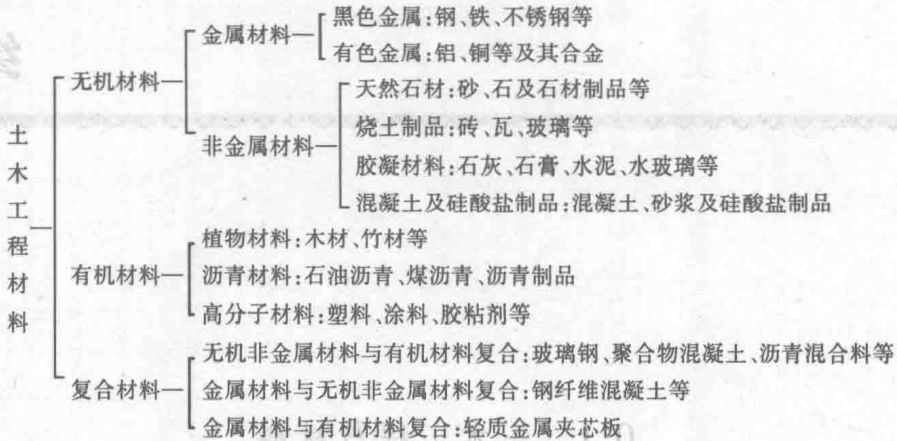 土木工程材料
无机材料
金属材料
黑色金属:钢、铁、不锈钢等
有色金属:铝、铜等及其合金
非金属材料
天然石材:砂、石及石材制品等
烧土制品:砖、瓦、玻璃等
胶凝材料:石灰、石膏、水泥、水玻璃等
混凝土及硅酸盐制品:混凝土、砂浆及硅酸盐制品
有机材料
植物材料:木材、竹材等
沥青材料:石油沥青、煤沥青、沥青制品
高分子材料:塑料、涂料、胶粘剂等
复合材料
无机非金属材料与有机材料复合:玻璃钢、聚合物混凝土、沥青混合料等
金属材料与无机非金属材料复合:钢纤维混凝土等
金属材料与有机材料复合:轻质金属夹芯板